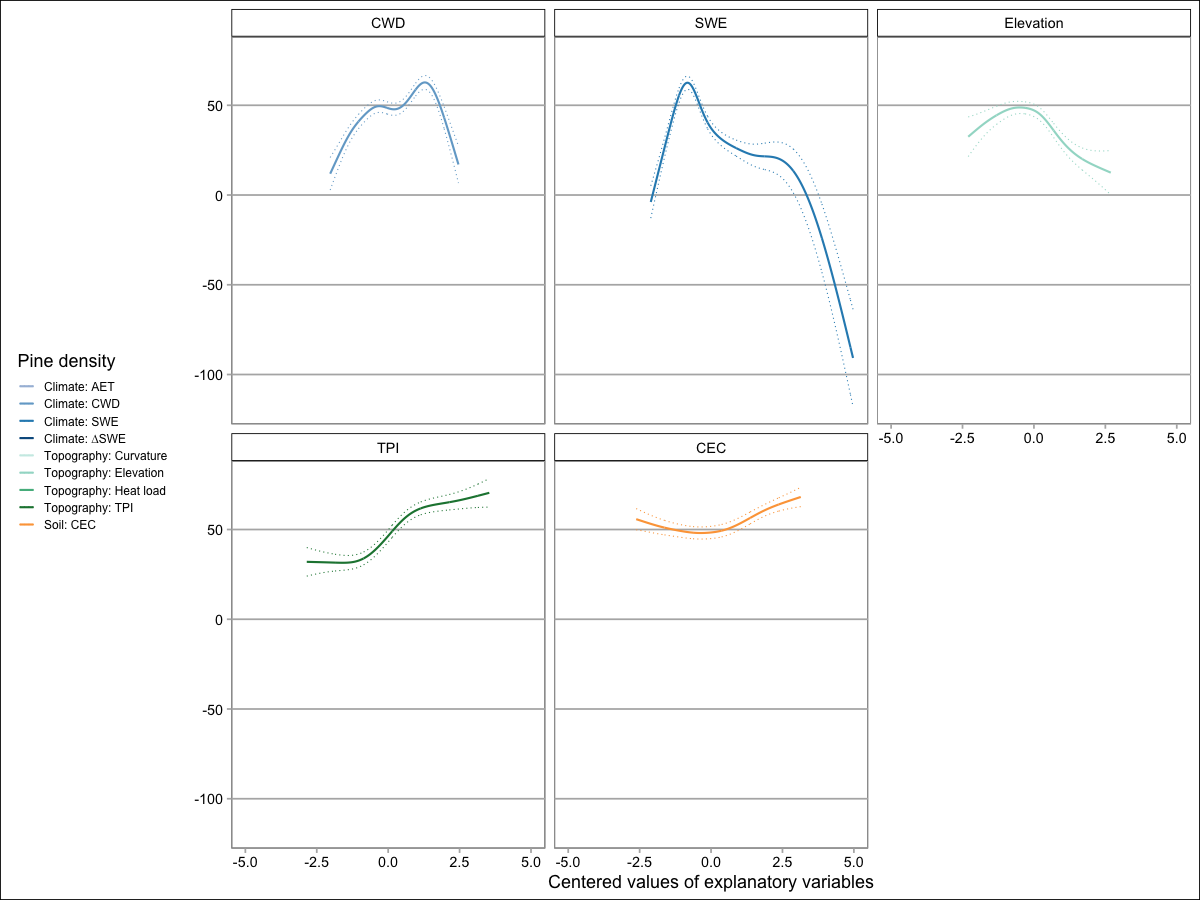 CWD
SWE
Elevation
50
0
-50
-100
-5.0 -2.5 0.0 2.5 5.0
Pine density
Climate: AET
Climate: CWD
Climate: SWE
Climate: ΔSWE
Topography: Curvature
Topography: Elevation
Topography: Heat load
Topography: TPI
Soil: CEC
TPI
CEC
50
0
-50
-100
-5.0 -2.5 0.0 2.5 5.0
-5.0 -2.5 0.0 2.5 5.0
Centered values of explanatory variables